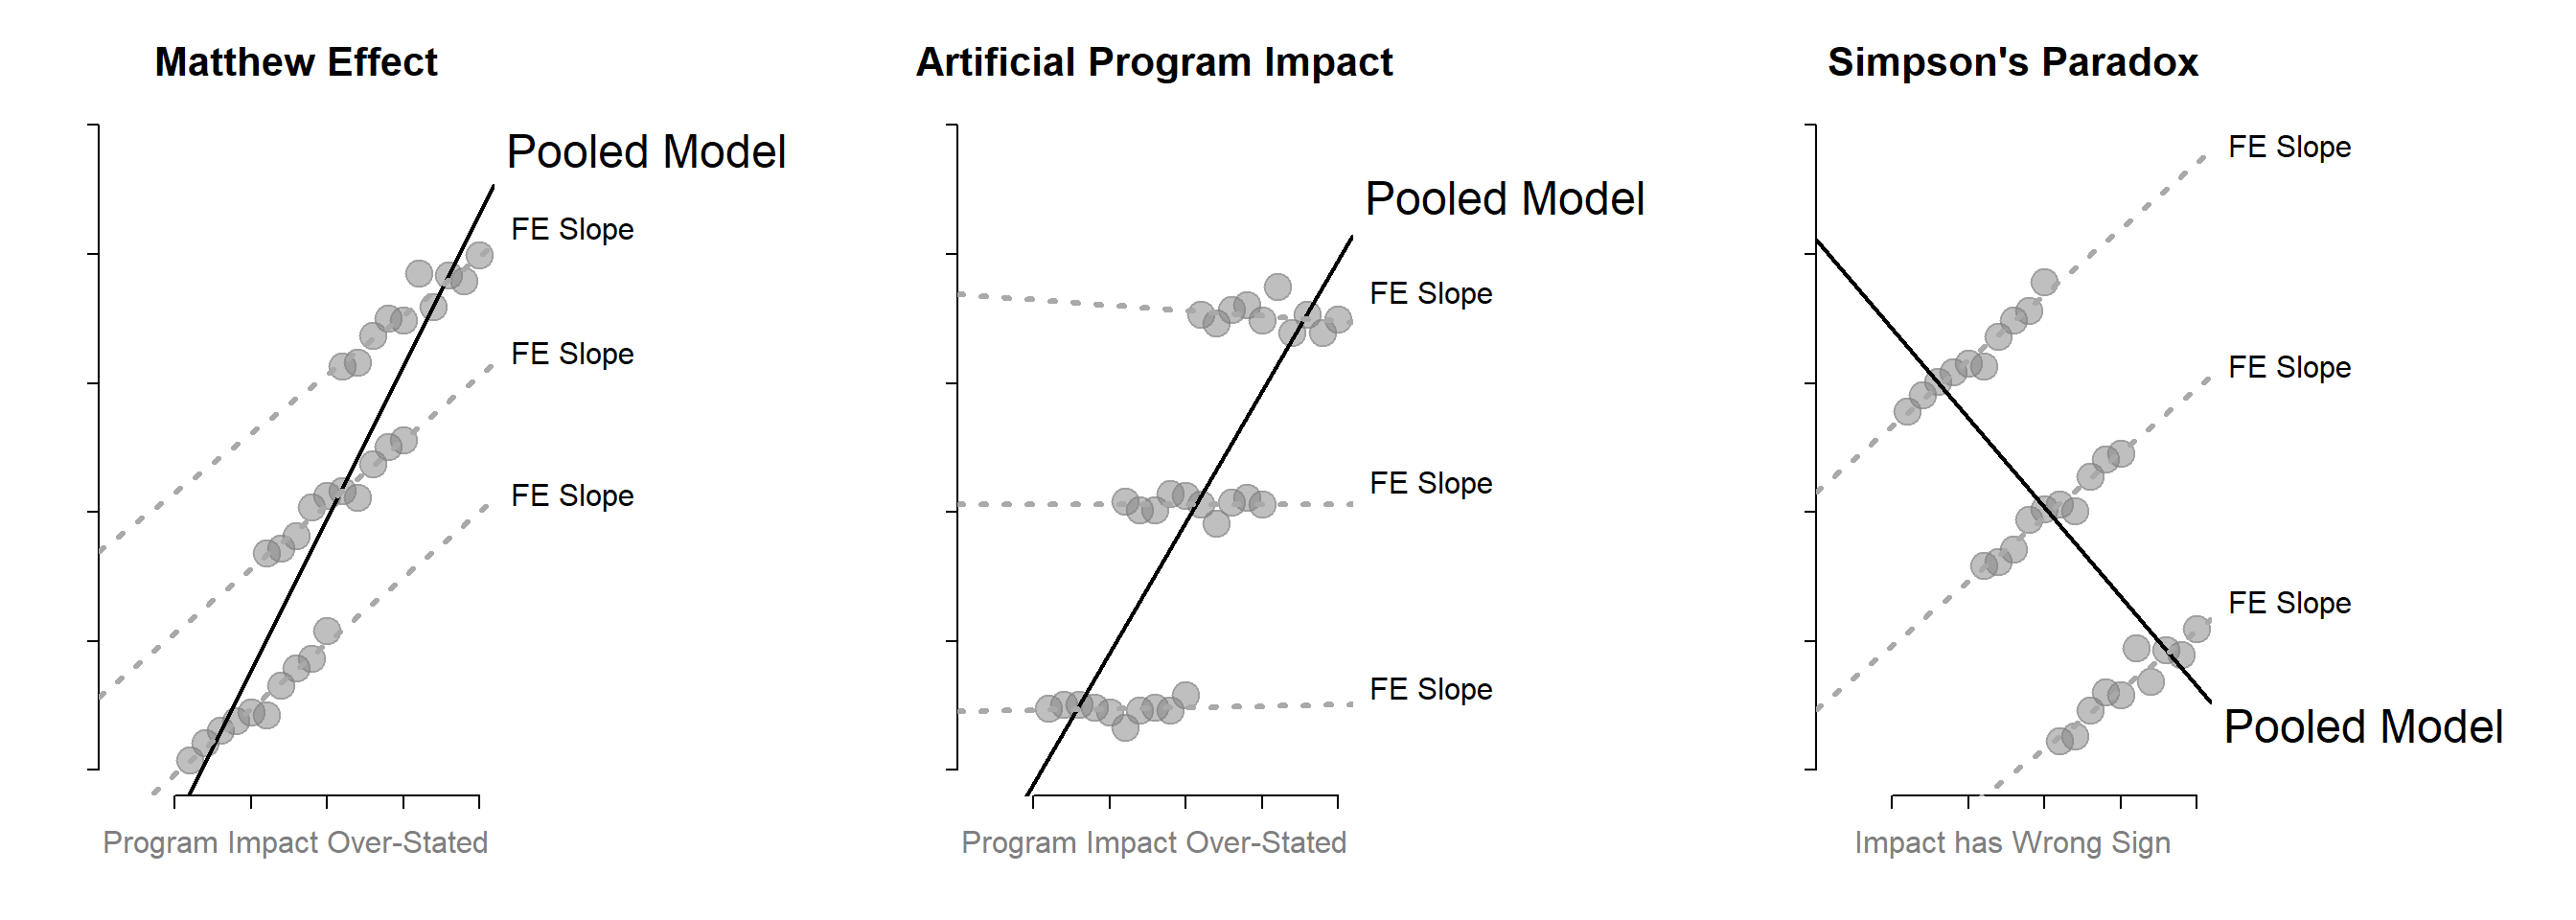 Matthew Effect
Pooled Model
FE Slope
FE Slope
FE Slope
Program Impact Over-Stated
Artificial Program Impact
Pooled Model
FE Slope
FE Slope
FE Slope
Program Impact Over-Stated
Simpson's Paradox
FE Slope
FE Slope
FE Slope
Pooled Model
Impact has Wrong Sign